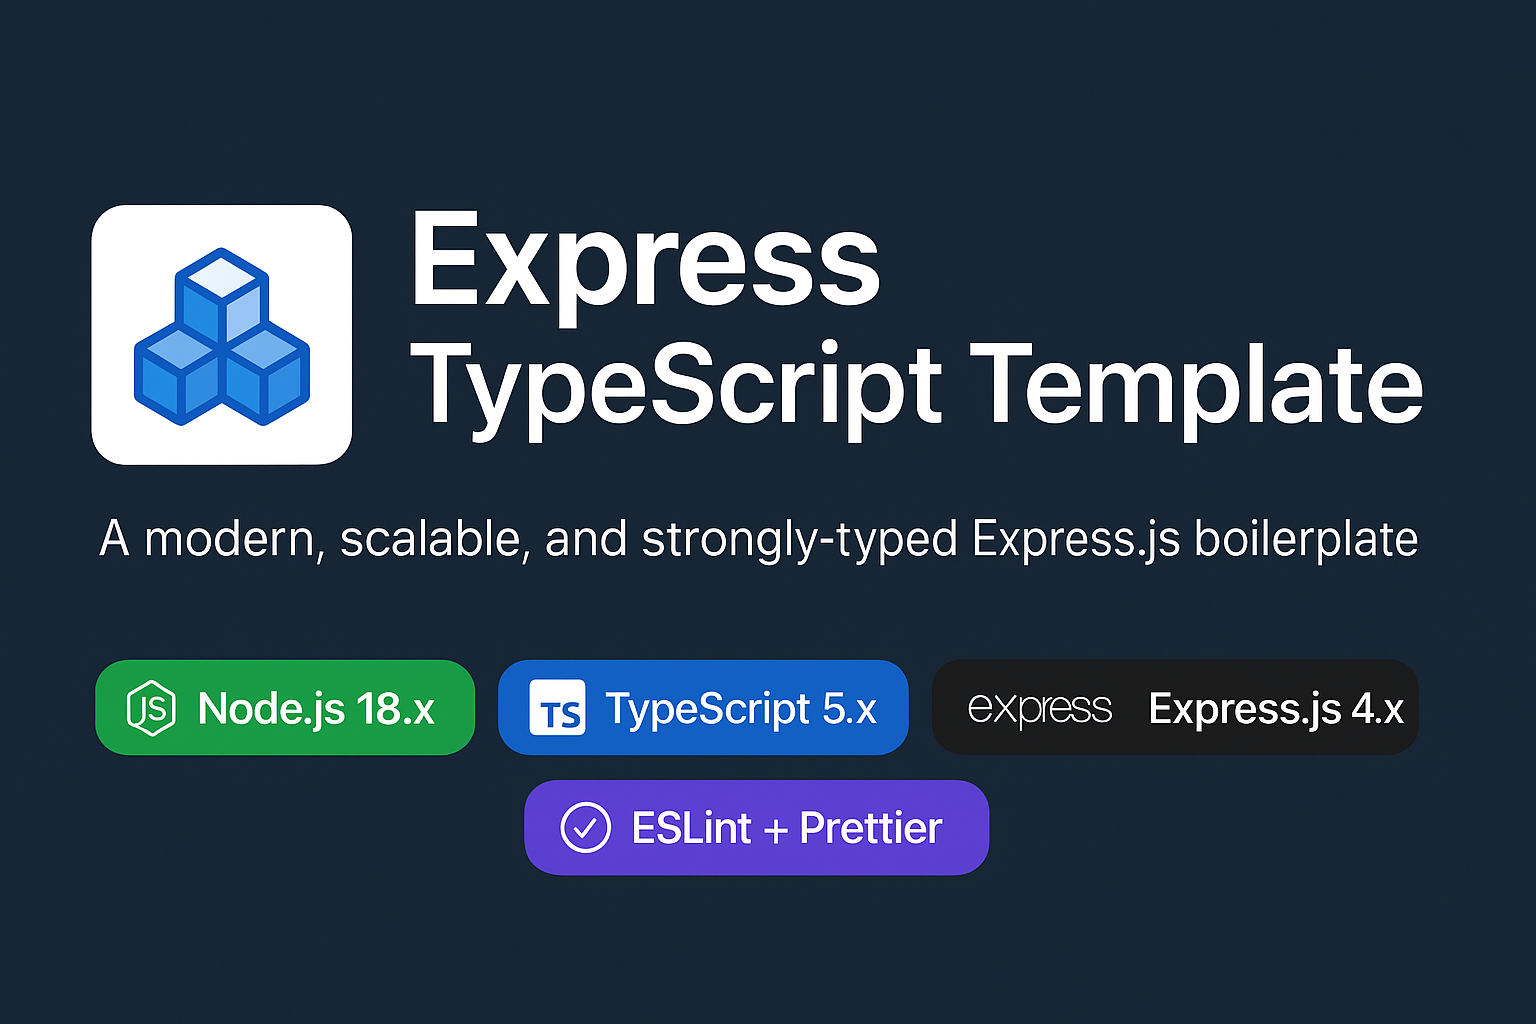 Express
TypeScript Template
A modern, scalable, and strongly-typed Express.js boilerplate
JS Node.js 18.x
TS TypeScript 5.x
express Express.js 4.x
ESLint + Prettier